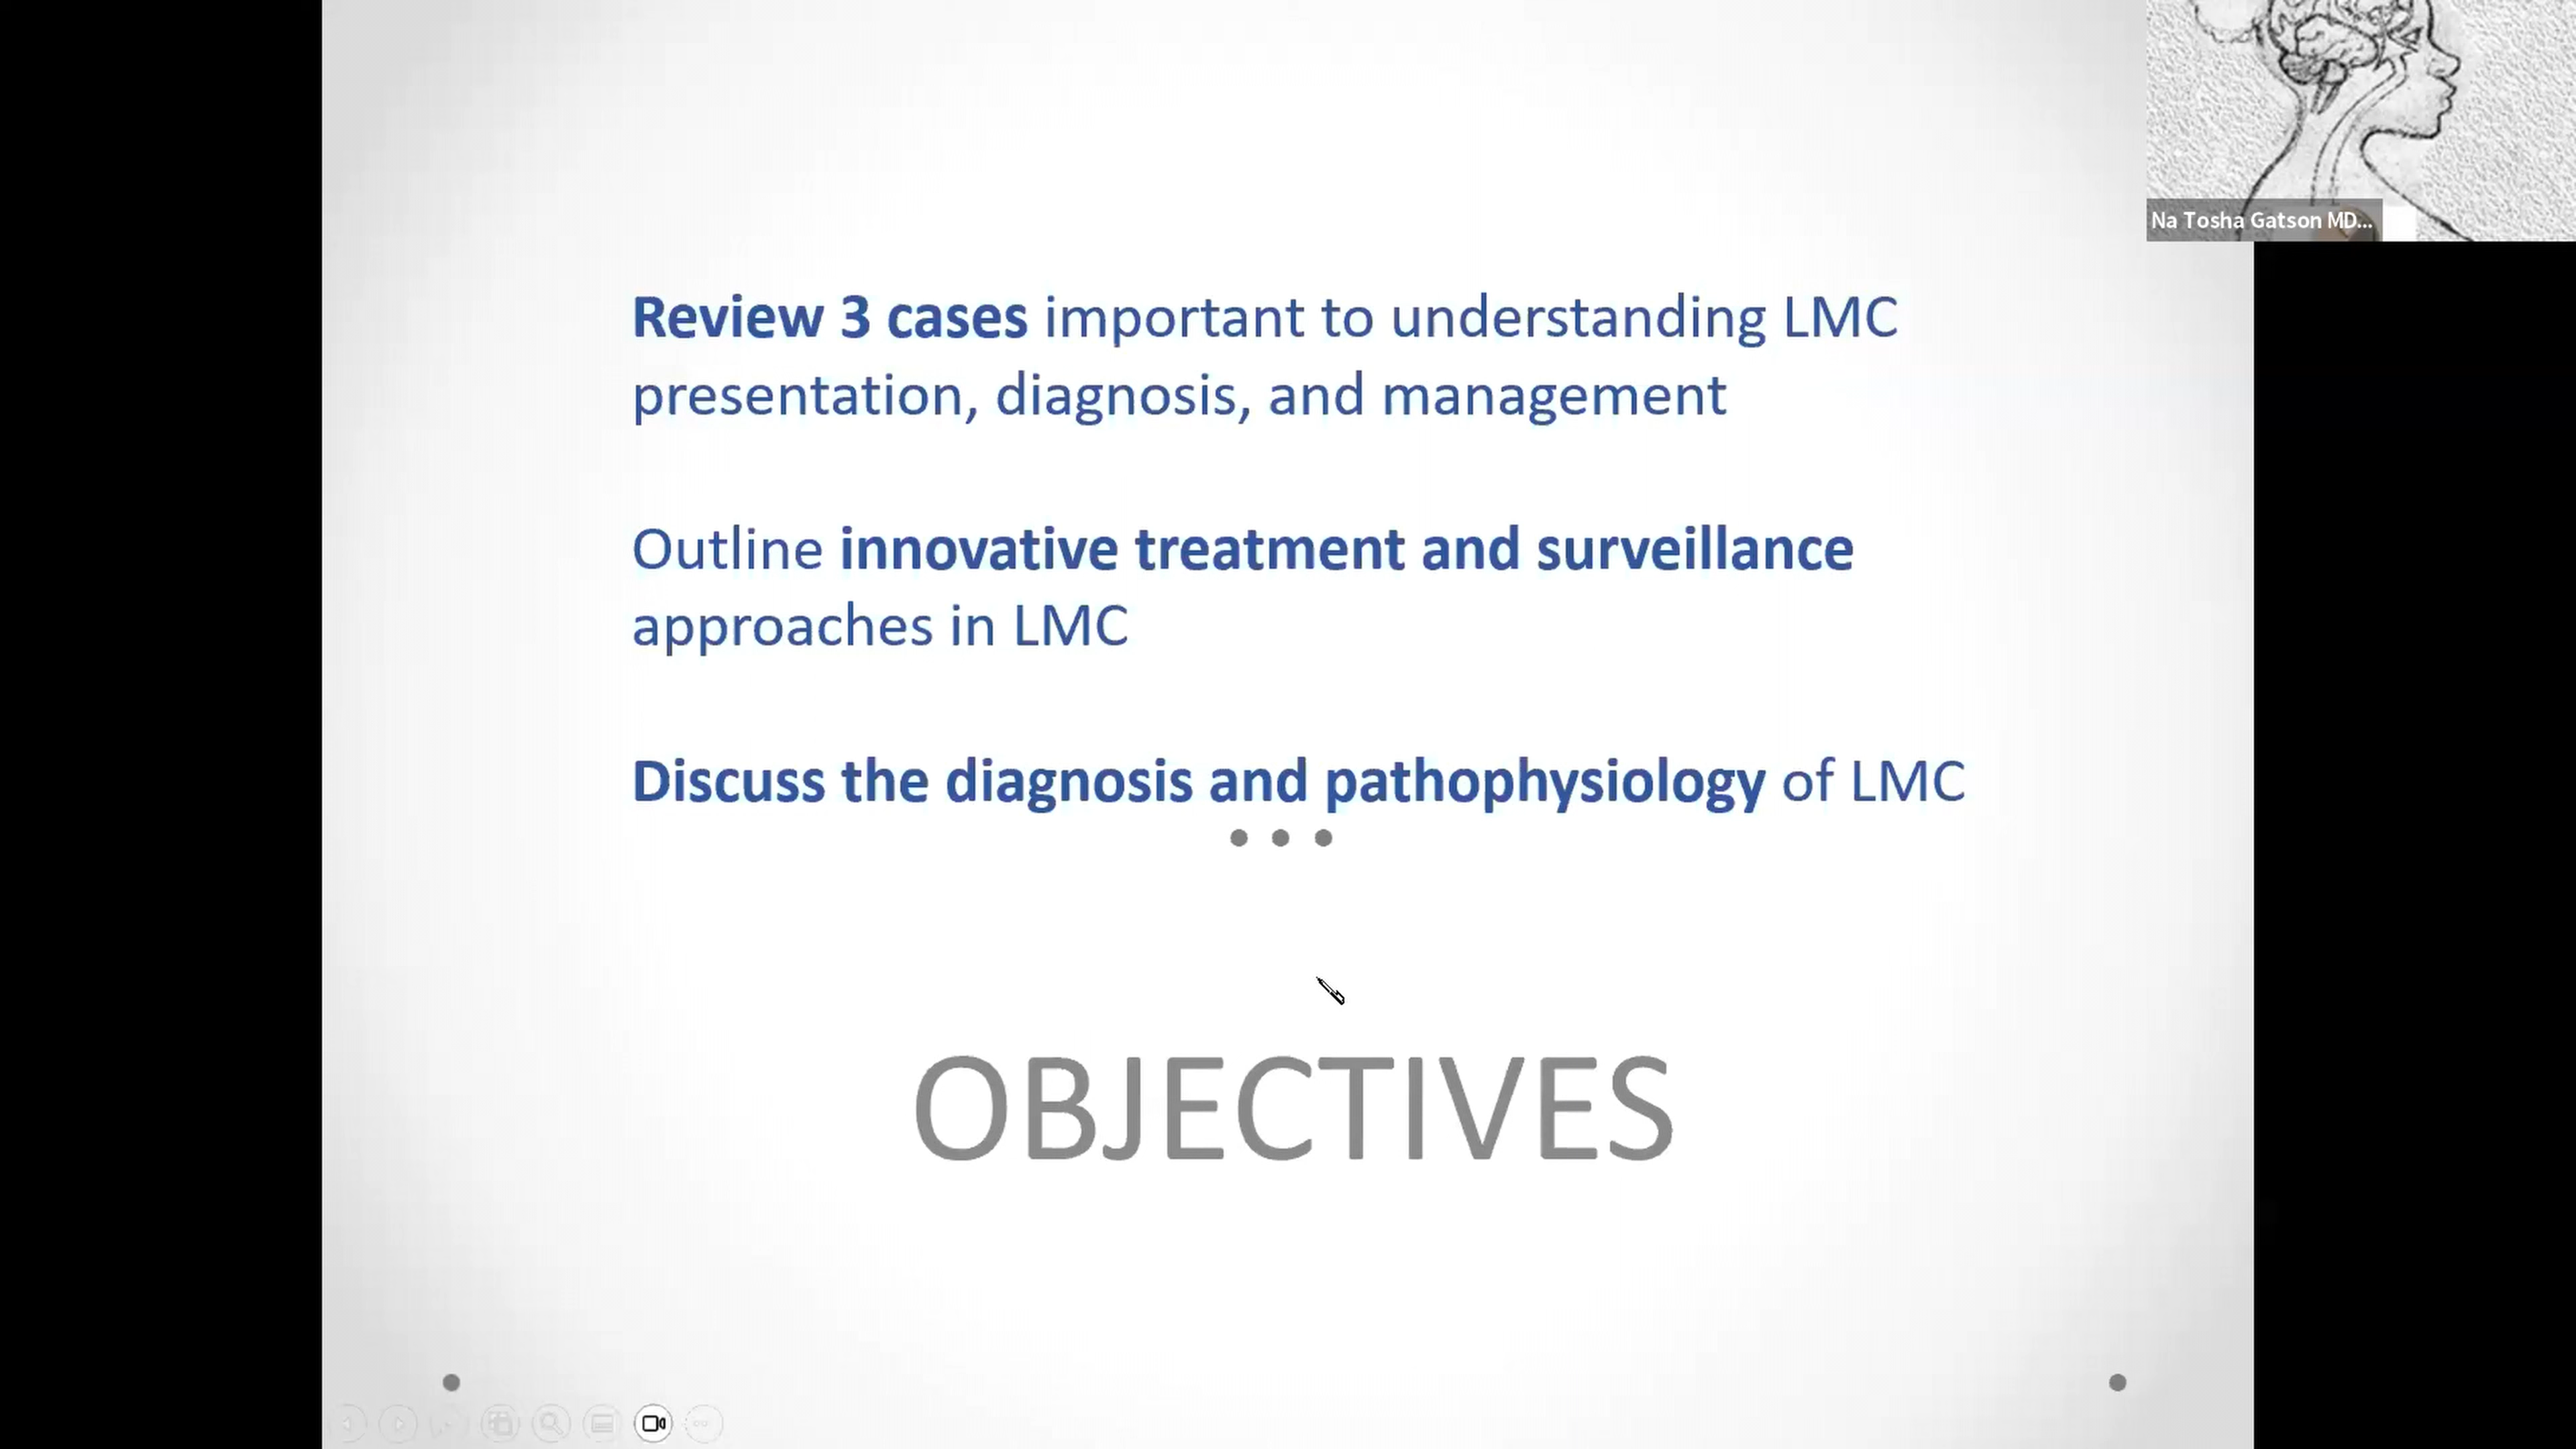 Na Tosha Gatson MD...
Review 3 cases important to understanding LMC
presentation, diagnosis, and management
Outline innovative treatment and surveillance
approaches in LMC
Discuss the diagnosis and pathophysiology of LMC
OBJECTIVES